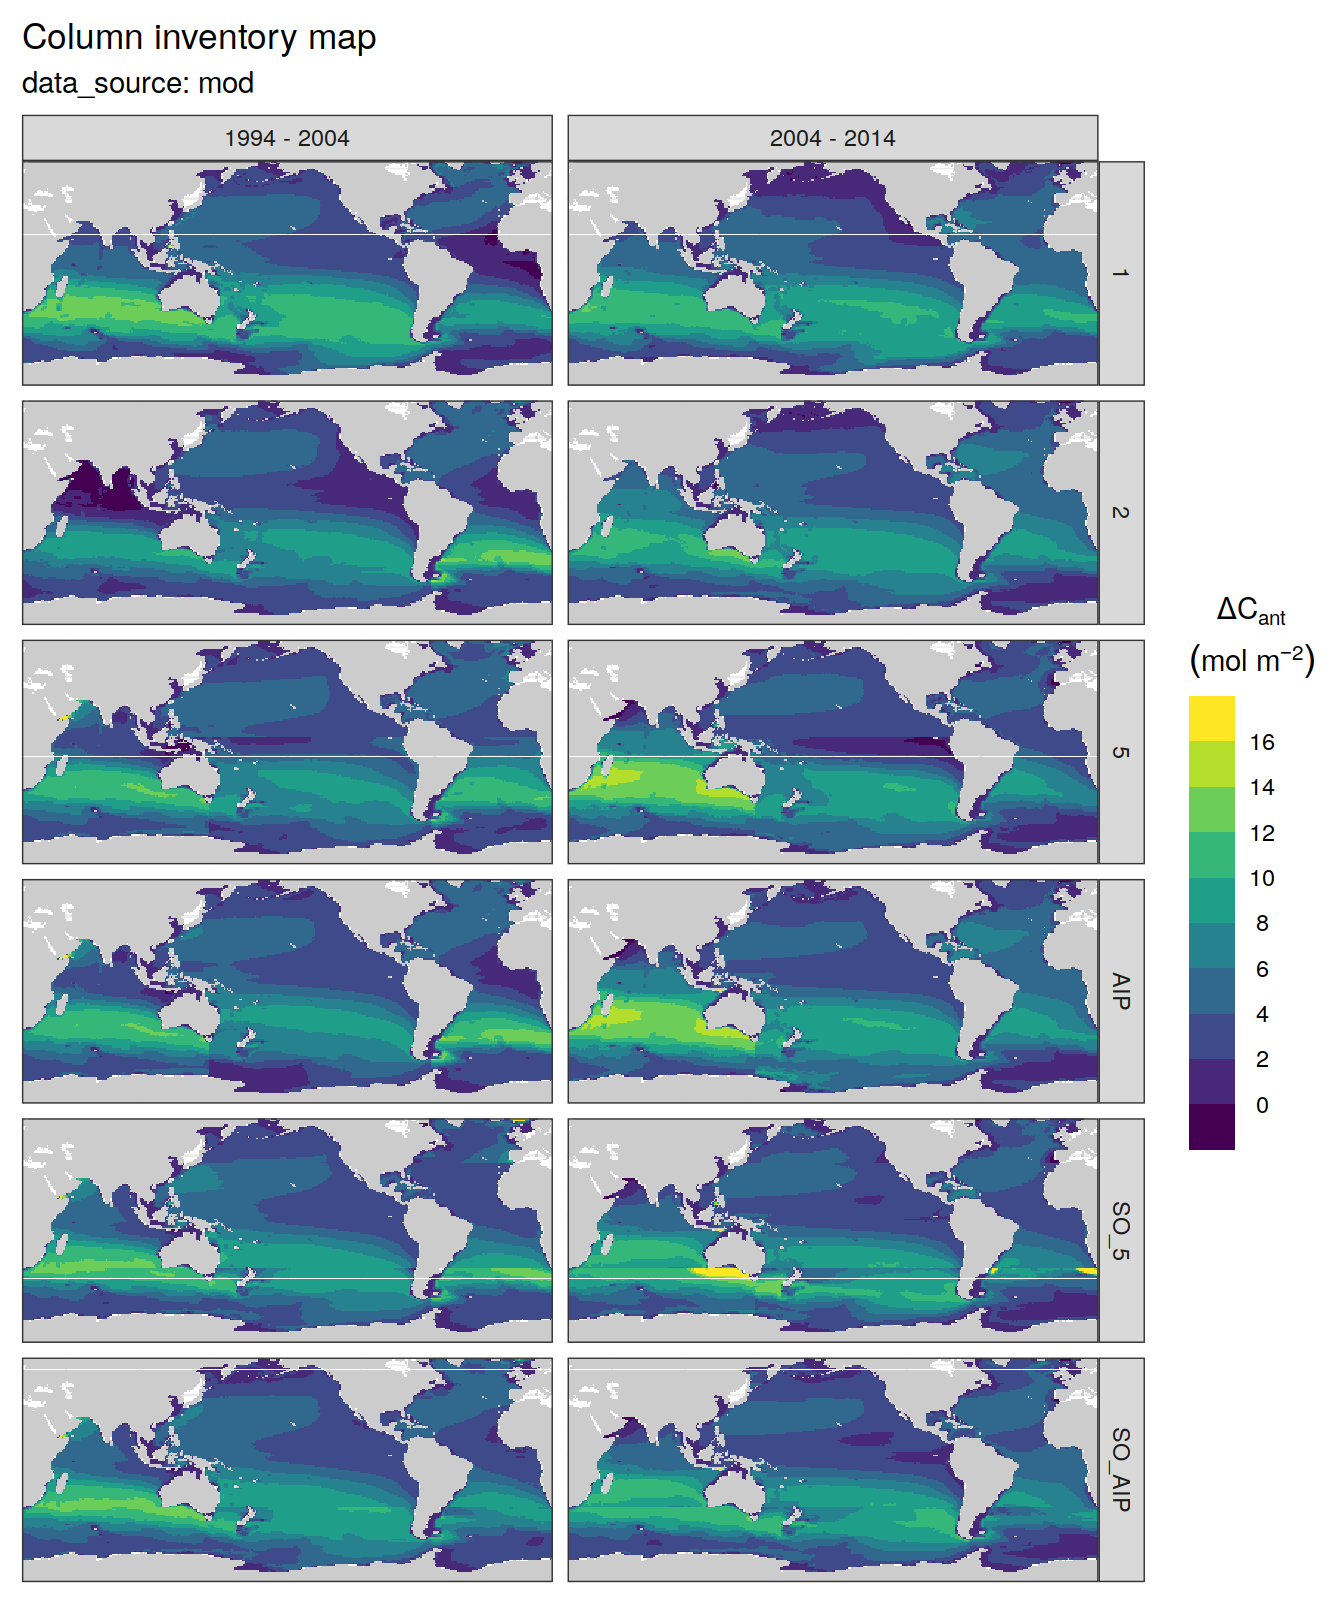 Column inventory map
data_source: mod
1994 - 2004
2004 - 2014
1
2
5
AIP
SO_5
SO_AIP
ΔCant
(mol m⁻²)
16
14
12
10
8
6
4
2
0